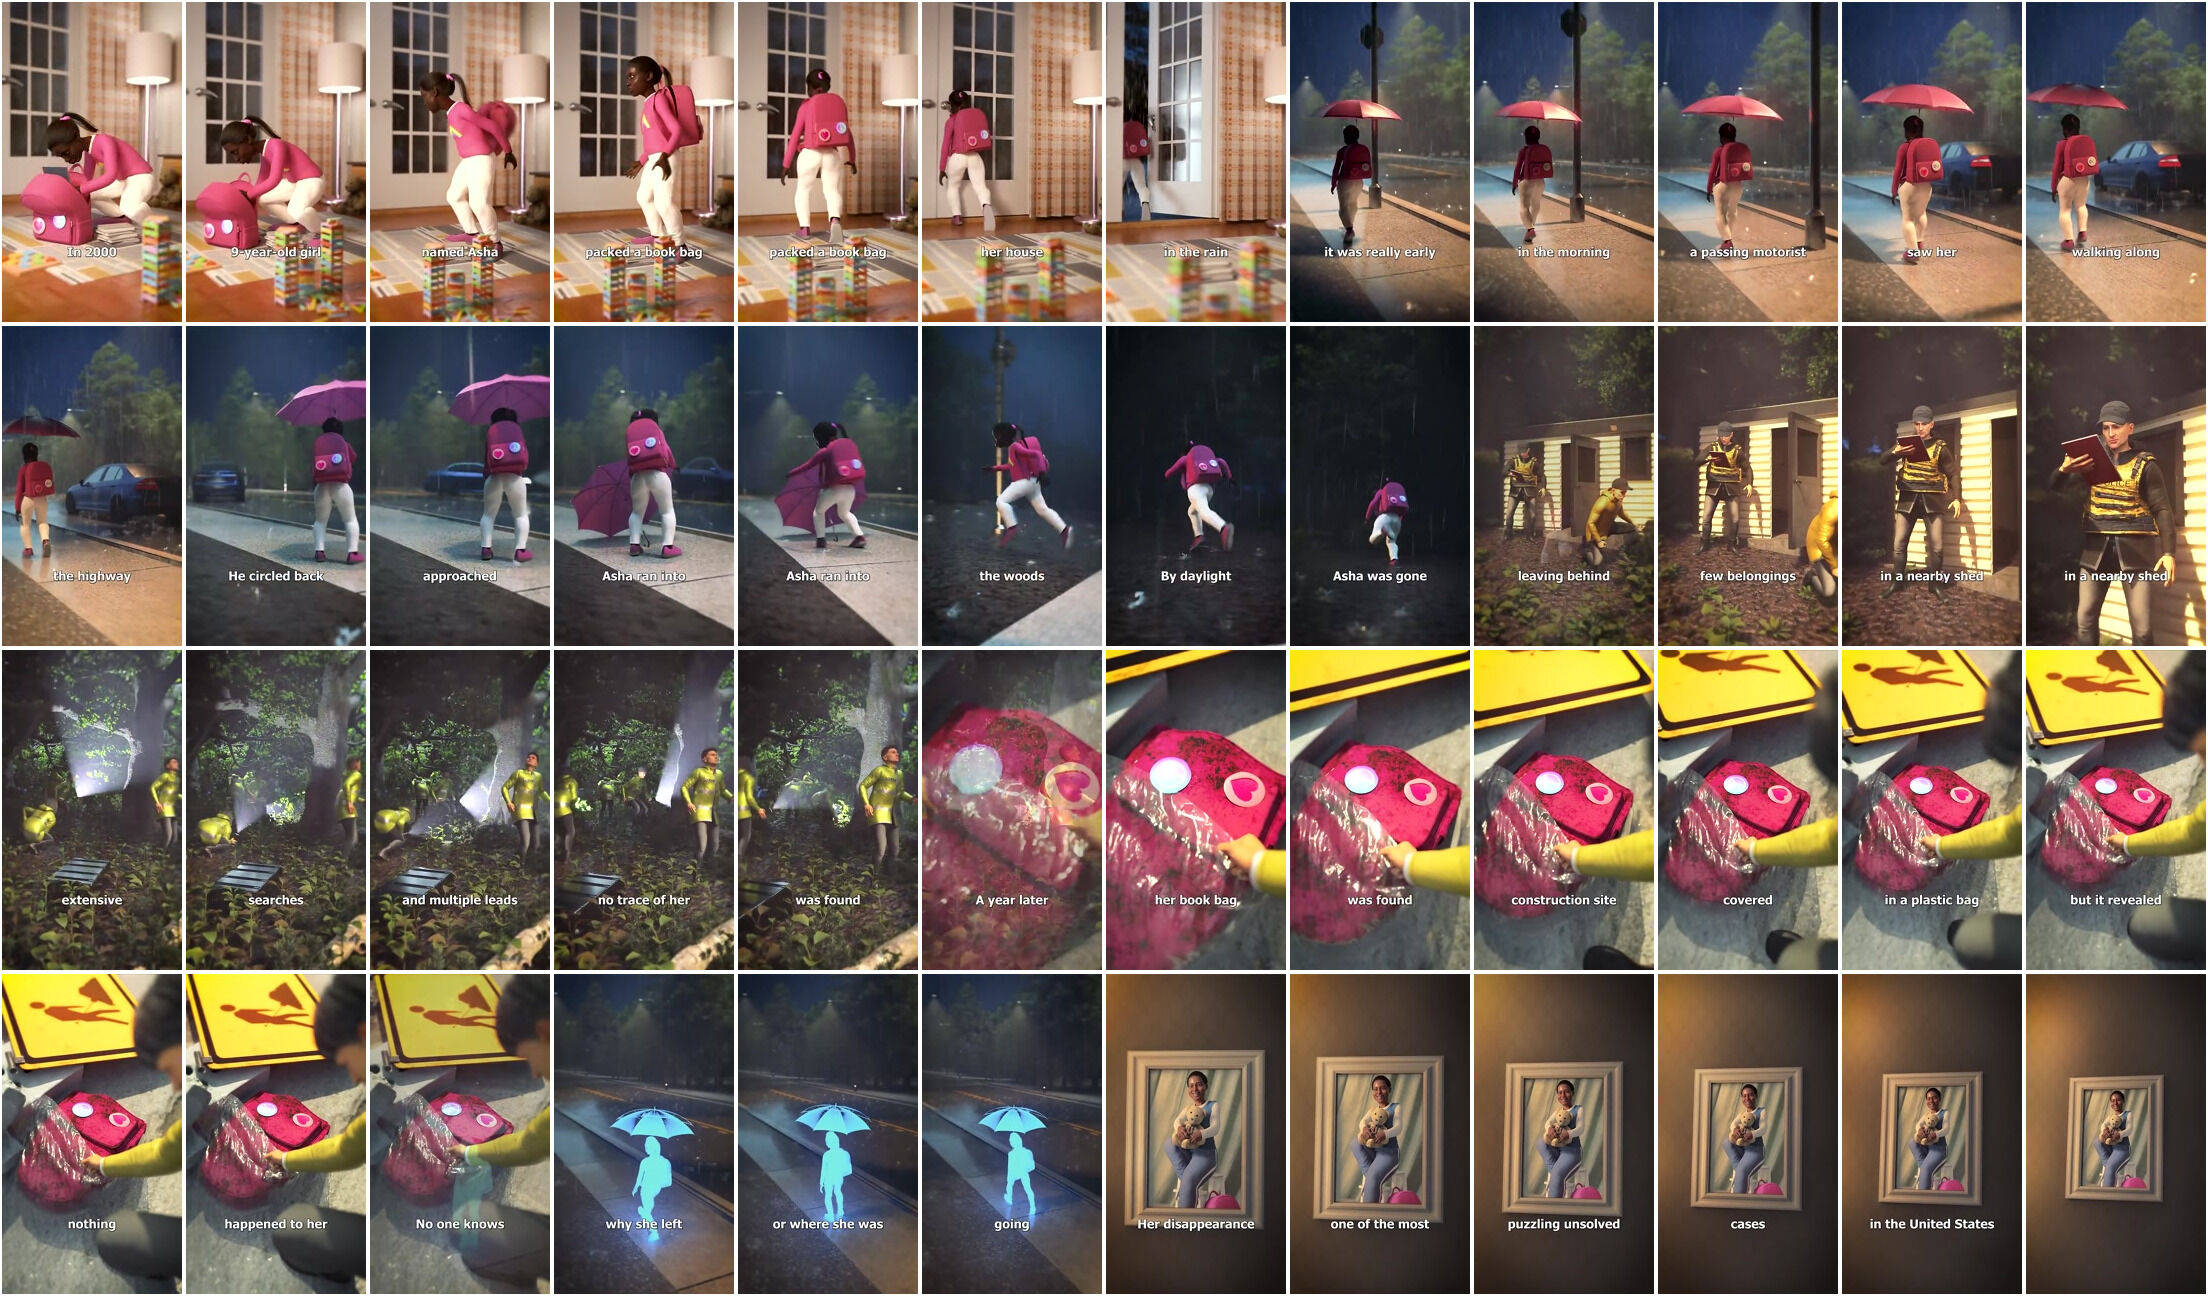 In 2000
9-year-old girl
named Asha
packed a book bag
packed a book bag
her house
in the rain
it was really early
in the morning
a passing motorist
saw her
walking along
the highway
He circled back
approached
Asha ran into
Asha ran into
the woods
By daylight
Asha was gone
leaving behind
few belongings
in a nearby shed
in a nearby shed
POLICE
extensive
searches
and multiple leads
no trace of her
was found
A year later
her book bag
was found
construction site
covered
in a plastic bag
but it revealed
nothing
happened to her
No one knows
why she left
or where she was
going
Her disappearance
one of the most
puzzling unsolved
cases
in the United States